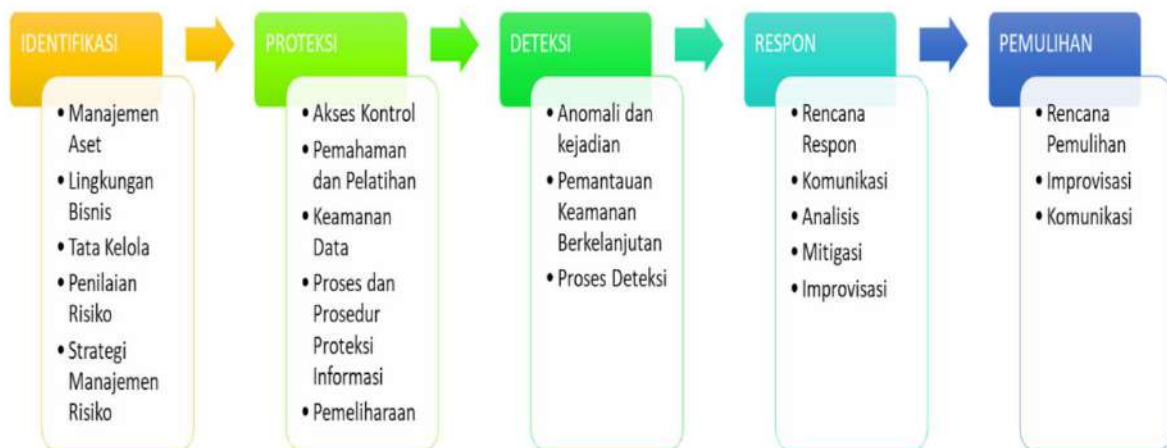 IDENTIFIKASI
• Manajemen
Aset
• Lingkungan
Bisnis
• Tata Kelola
• Penilaian
Risiko
• Strategi
Manajemen
Risiko
PROTEKSI
• Akses Kontrol
• Pemahaman
dan Pelatihan
• Keamanan
Data
• Proses dan
Prosedur
Proteksi
Informasi
• Pemeliharaan
DETEKSI
• Anomali dan
kejadian
• Pemantauan
Keamanan
Berkelanjutan
• Proses Deteksi
RESPON
• Rencana
Respon
• Komunikasi
• Analisis
• Mitigasi
• Improvisasi
PEMULIHAN
• Rencana
Pemulihan
• Improvisasi
• Komunikasi